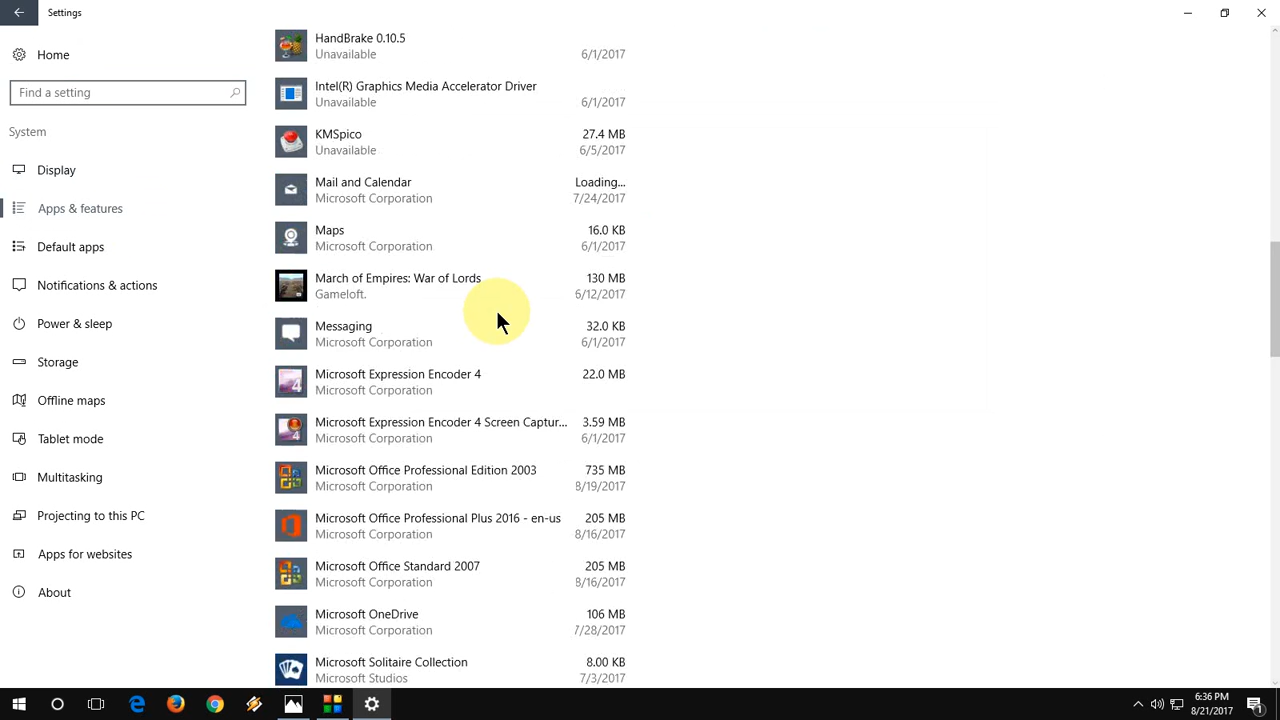 Settings
Home
Find a setting
System
Display
Apps & features
Default apps
Notifications & actions
Power & sleep
Storage
Offline maps
Tablet mode
Multitasking
Projecting to this PC
Apps for websites
About
HandBrake 0.10.5
Unavailable 6/1/2017
Intel(R) Graphics Media Accelerator Driver
Unavailable 6/1/2017
KMSpico 27.4 MB
Unavailable 6/5/2017
Mail and Calendar Loading...
Microsoft Corporation 7/24/2017
Maps 16.0 KB
Microsoft Corporation 6/1/2017
March of Empires: War of Lords 130 MB
Gameloft. 6/12/2017
Messaging 32.0 KB
Microsoft Corporation 6/1/2017
Microsoft Expression Encoder 4 22.0 MB
Microsoft Corporation
Microsoft Expression Encoder 4 Screen Captur... 3.59 MB
Microsoft Corporation 6/1/2017
Microsoft Office Professional Edition 2003 735 MB
Microsoft Corporation 8/19/2017
Microsoft Office Professional Plus 2016 - en-us 205 MB
Microsoft Corporation 8/16/2017
Microsoft Office Standard 2007 205 MB
Microsoft Corporation 8/16/2017
Microsoft OneDrive 106 MB
Microsoft Corporation 7/28/2017
Microsoft Solitaire Collection 8.00 KB
Microsoft Studios 7/3/2017
6:36 PM
8/21/2017
1